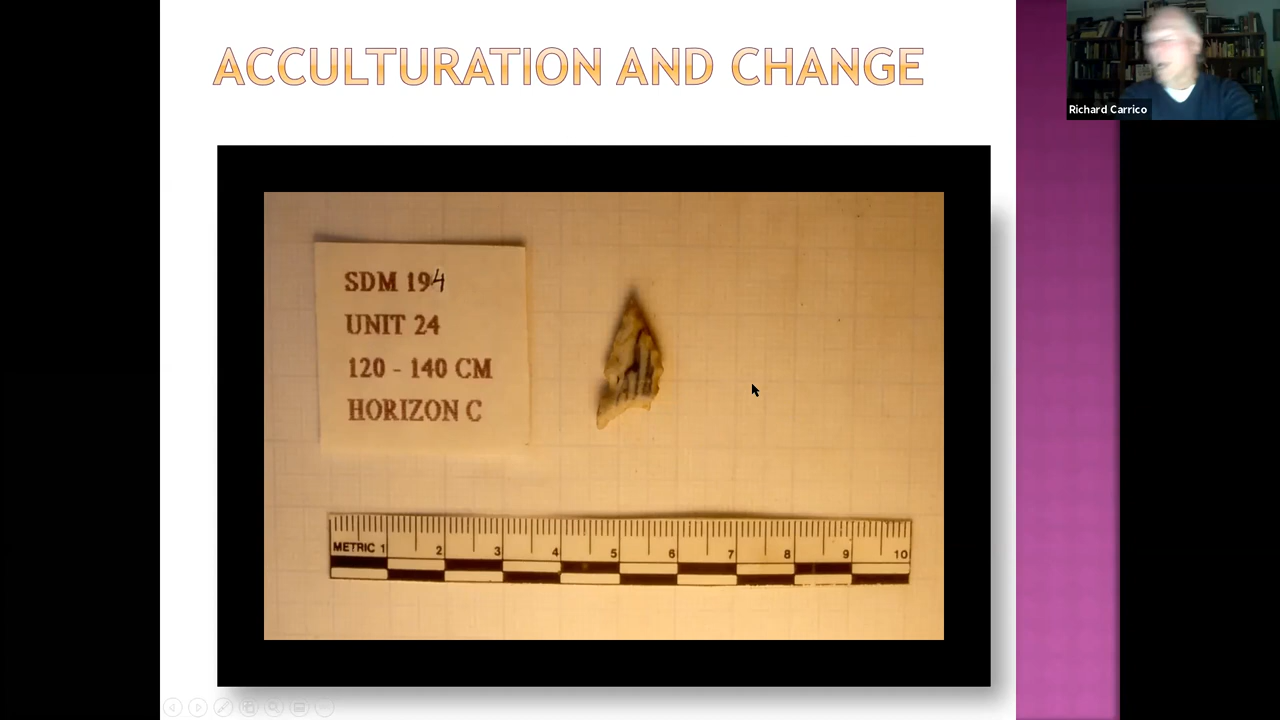 ACCULTURATION AND CHANGE
Richard Carrico
SDM 194
UNIT 24
120 - 140 CM
HORIZON C
METRIC 1 2 3 4 5 6 7 8 9 10